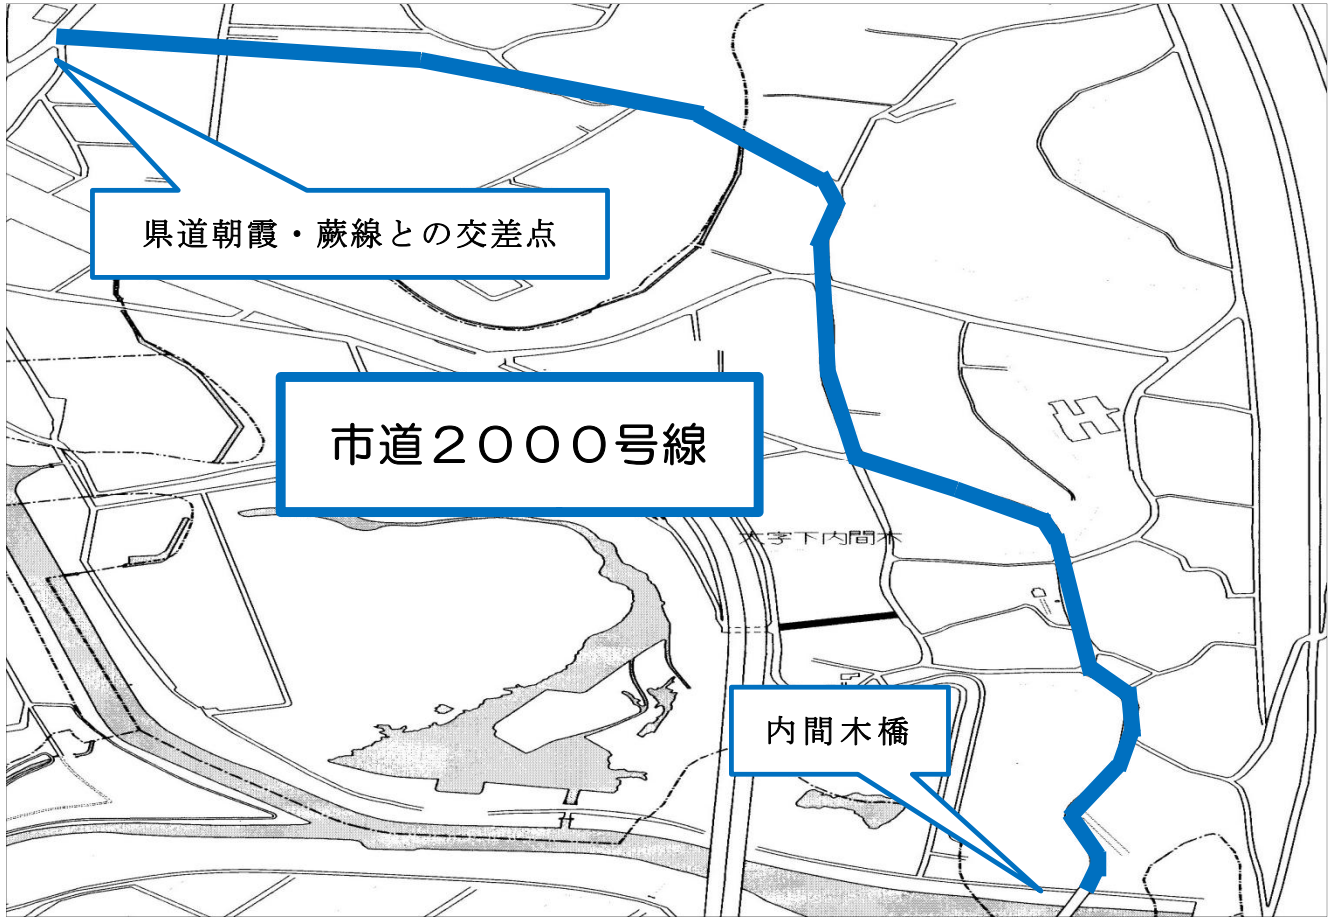 県道朝霞・蕨線との交差点
市道２０００号線
大字下内間木
内間木橋